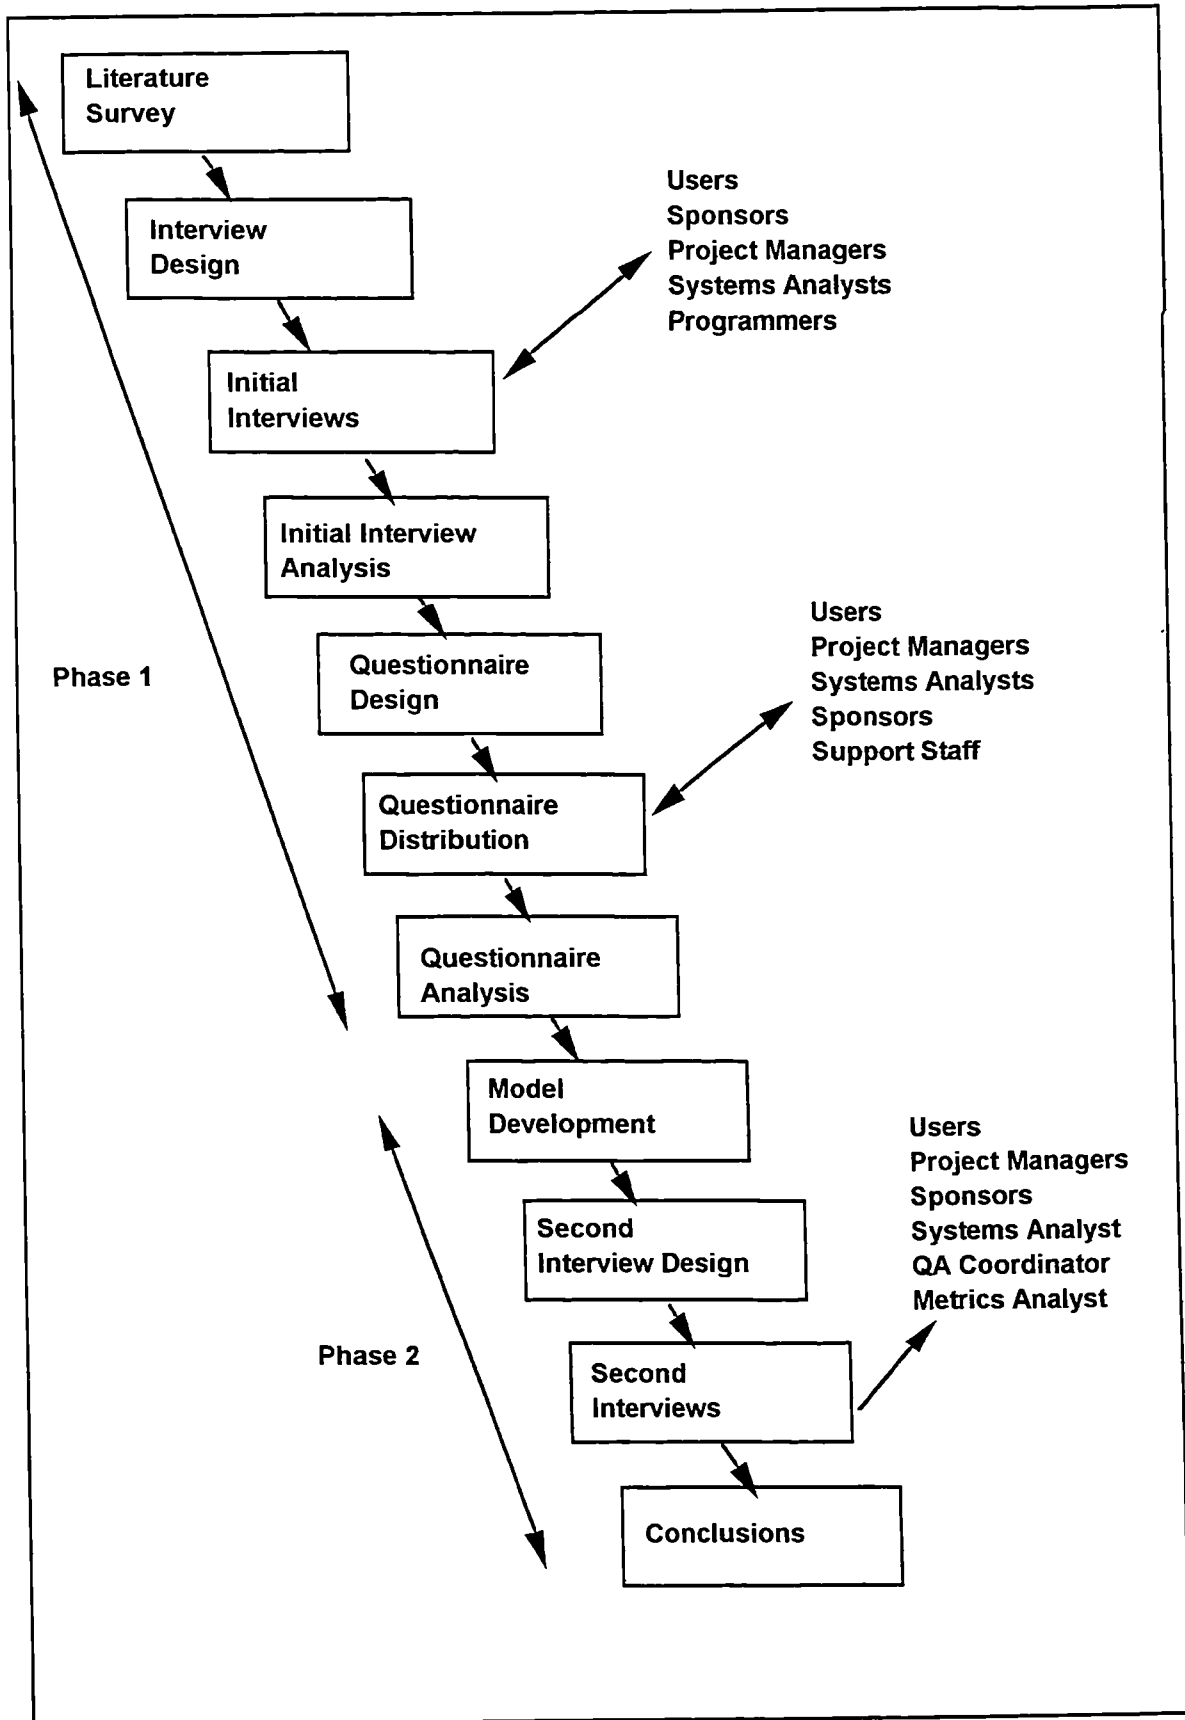 Literature
Survey
Interview
Design
Users
Sponsors
Project Managers
Systems Analysts
Programmers
Initial
Interviews
Initial Interview
Analysis
Phase 1
Questionnaire
Design
Users
Project Managers
Systems Analysts
Sponsors
Support Staff
Questionnaire
Distribution
Questionnaire
Analysis
Model
Development
Users
Project Managers
Sponsors
Systems Analyst
QA Coordinator
Metrics Analyst
Second
Interview Design
Phase 2
Second
Interviews
Conclusions